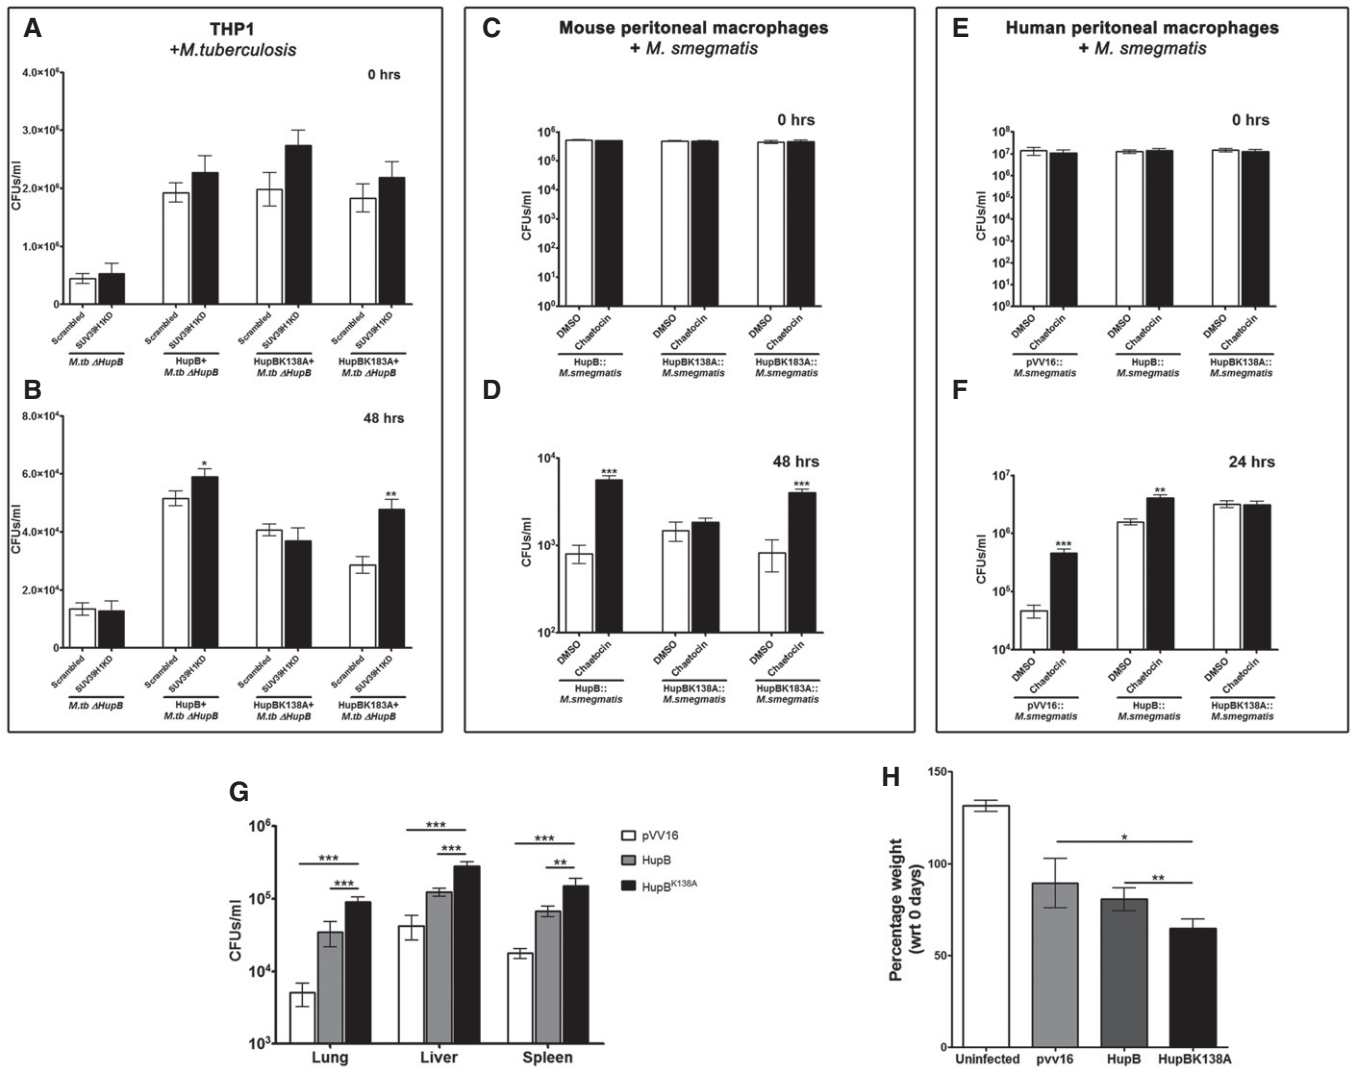 A
THP1
+M.tuberculosis
0 hrs
4.0×10⁶
3.0×10⁶
2.0×10⁶
1.0×10⁶
0
CFUs/ml
Scrambled
SUV39H1KD
Scrambled
SUV39H1KD
Scrambled
SUV39H1KD
Scrambled
SUV39H1KD
M.tb ΔHupB
HupB+
M.tb ΔHupB
HupBK138A+
M.tb ΔHupB
HupBK183A+
M.tb ΔHupB
B
48 hrs
8.0×10⁴
6.0×10⁴
4.0×10⁴
2.0×10⁴
0
CFUs/ml
*
**
Scrambled
SUV39H1KD
Scrambled
SUV39H1KD
Scrambled
SUV39H1KD
Scrambled
SUV39H1KD
M.tb ΔHupB
HupB+
M.tb ΔHupB
HupBK138A+
M.tb ΔHupB
HupBK183A+
M.tb ΔHupB
C
Mouse peritoneal macrophages
+ M. smegmatis
0 hrs
10⁶
10⁵
10⁴
10³
10²
10¹
10⁰
CFUs/ml
DMSO
Chaetocin
DMSO
Chaetocin
DMSO
Chaetocin
HupB::
M.smegmatis
HupBK138A::
M.smegmatis
HupBK183A::
M.smegmatis
D
48 hrs
10⁴
10³
10²
CFUs/ml
***
***
DMSO
Chaetocin
DMSO
Chaetocin
DMSO
Chaetocin
HupB::
M.smegmatis
HupBK138A::
M.smegmatis
HupBK183A::
M.smegmatis
E
Human peritoneal macrophages
+ M. smegmatis
0 hrs
10⁸
10⁷
10⁶
10⁵
10⁴
10³
10²
10¹
10⁰
CFUs/ml
DMSO
Chaetocin
DMSO
Chaetocin
DMSO
Chaetocin
pVV16::
M.smegmatis
HupB::
M.smegmatis
HupBK138A::
M.smegmatis
F
24 hrs
10⁷
10⁶
10⁵
10⁴
CFUs/ml
***
**
DMSO
Chaetocin
DMSO
Chaetocin
DMSO
Chaetocin
pVV16::
M.smegmatis
HupB::
M.smegmatis
HupBK138A::
M.smegmatis
G
10⁶
10⁵
10⁴
10³
CFUs/ml
***
***
***
***
***
**
pVV16
HupB
HupBᴷ¹³⁸ᴬ
Lung
Liver
Spleen
H
150
100
50
0
Percentage weight
(wrt 0 days)
*
**
Uninfected
pvv16
HupB
HupBK138A